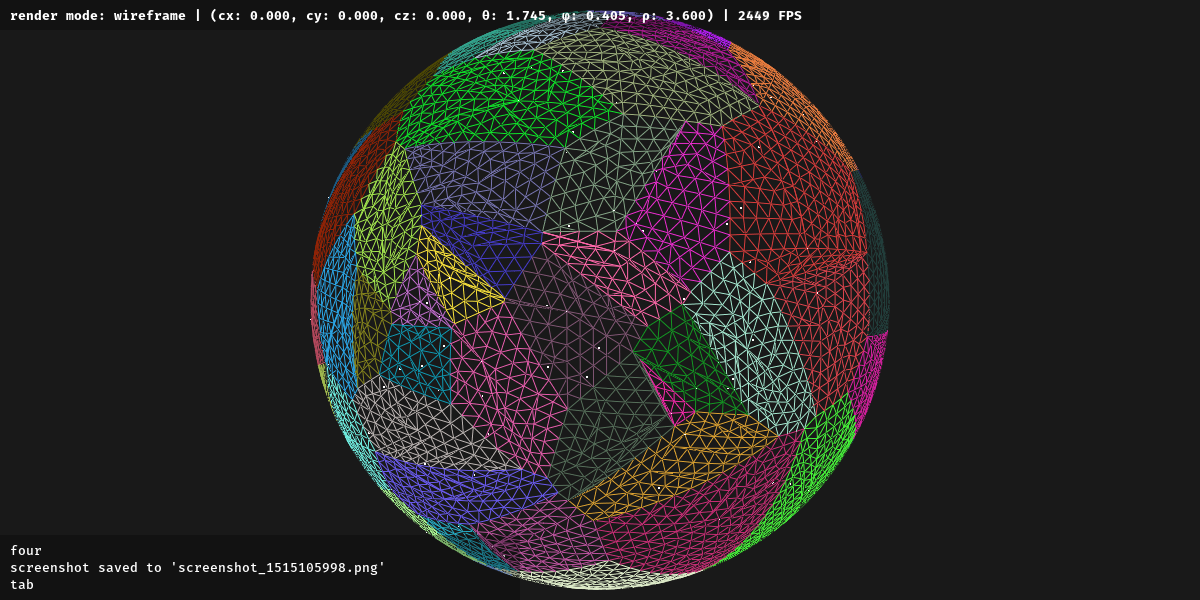 render mode: wireframe | (cx: 0.000, cy: 0.000, cz: 0.000, θ: 1.745, φ: 0.405, ρ: 3.600) | 2449 FPS
four
screenshot saved to 'screenshot_1515105998.png'
tab